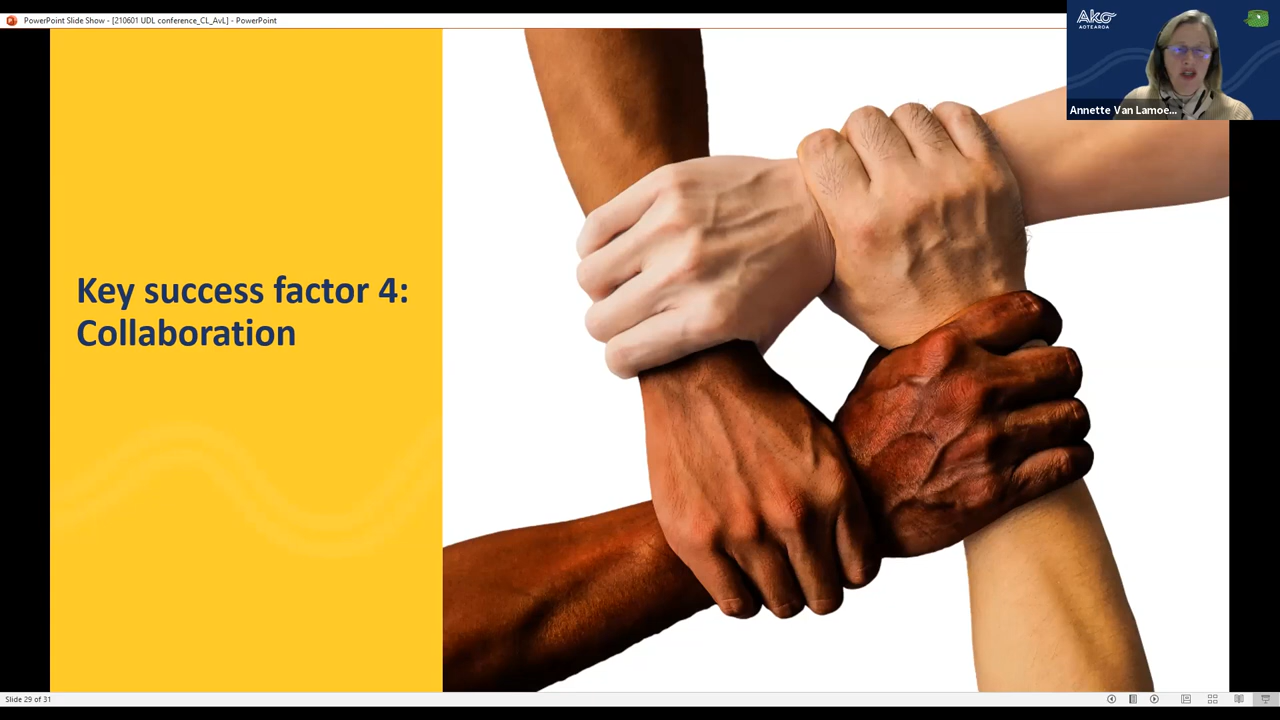 PowerPoint Slide Show - [210601 UDL conference_CL_AvL] - PowerPoint
Ako
AOTEAROA
Annette Van Lamoe...
Key success factor 4:
Collaboration
Slide 29 of 31